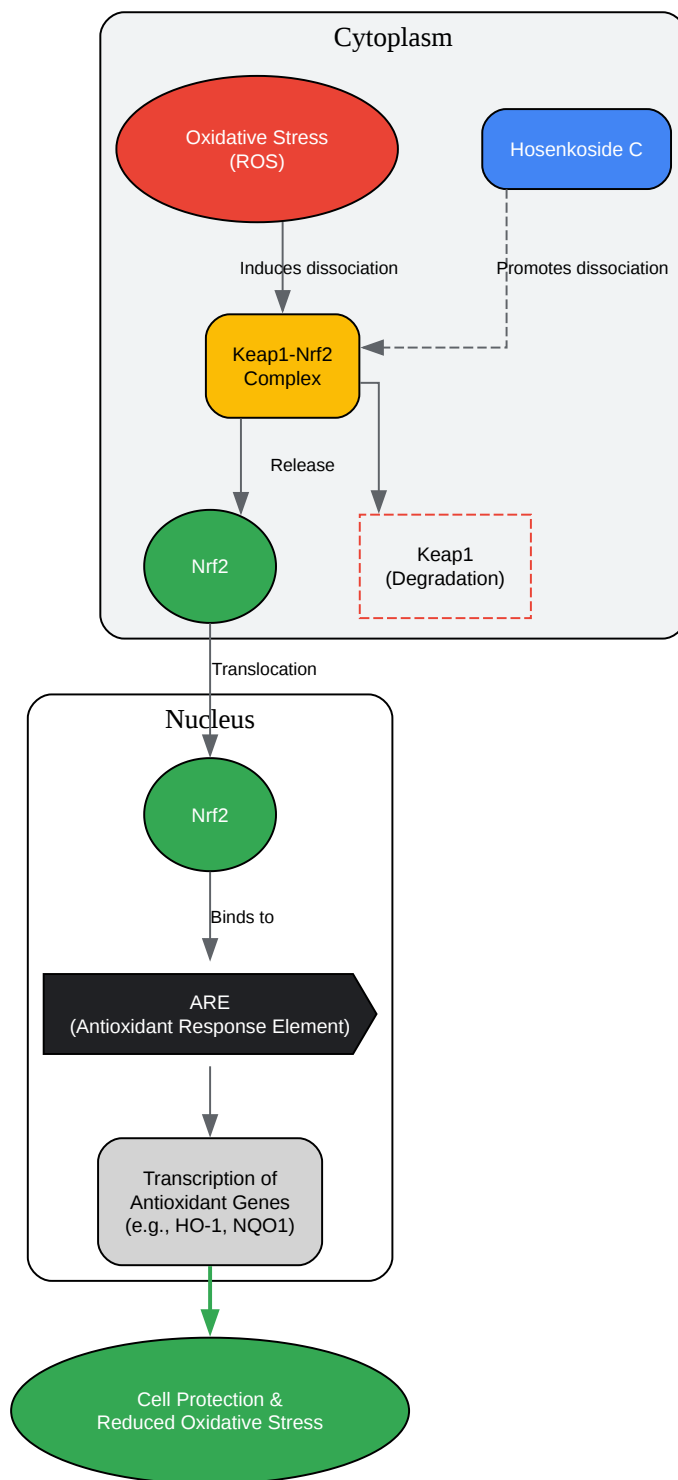 Cytoplasm
Oxidative Stress
(ROS)
Hosenkoside C
Induces dissociation
Promotes dissociation
Keap1-Nrf2
Complex
Release
Nrf2
Keap1
(Degradation)
Translocation
Nucleus
Nrf2
Binds to
ARE
(Antioxidant Response Element)
Transcription of
Antioxidant Genes
(e.g., HO-1, NQO1)
Cell Protection &
Reduced Oxidative Stress